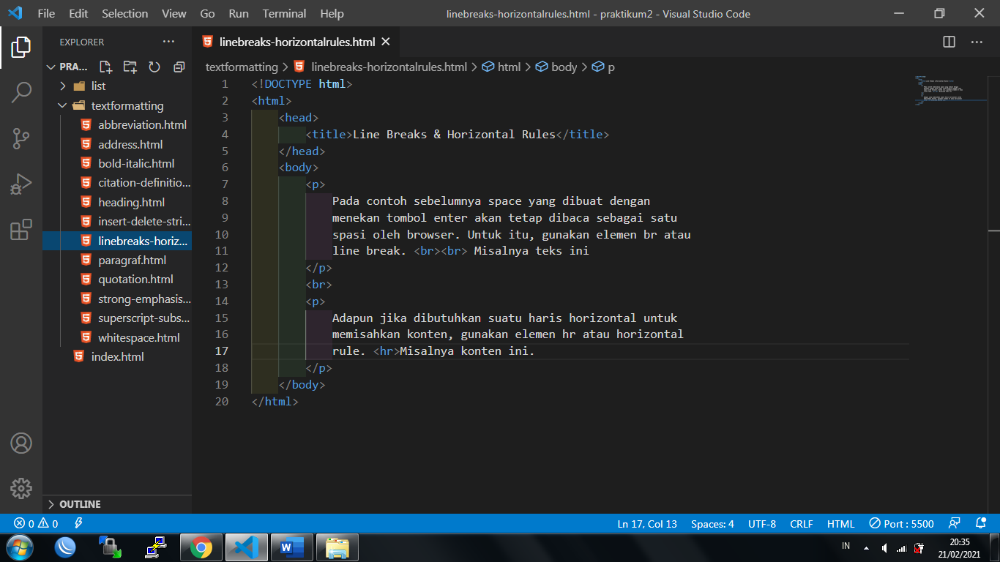 File Edit Selection View Go Run Terminal Help linebreaks-horizontalrules.html - praktikum2 - Visual Studio Code
EXPLORER
PRA...
list
textformatting
abbreviation.html
address.html
bold-italic.html
citation-definitio...
heading.html
insert-delete-stri...
linebreaks-horiz...
paragraf.html
quotation.html
strong-emphasis...
superscript-subs...
whitespace.html
index.html
OUTLINE
linebreaks-horizontalrules.html
textformatting > linebreaks-horizontalrules.html > html > body > p
1 <!DOCTYPE html>
2 <html>
3 <head>
4 <title>Line Breaks & Horizontal Rules</title>
5 </head>
6 <body>
7 <p>
8 Pada contoh sebelumnya space yang dibuat dengan
9 menekan tombol enter akan tetap dibaca sebagai satu
10 spasi oleh browser. Untuk itu, gunakan elemen br atau
11 line break. <br><br> Misalnya teks ini
12 </p>
13 <br>
14 <p>
15 Adapun jika dibutuhkan suatu haris horizontal untuk
16 memisahkan konten, gunakan elemen hr atau horizontal
17 rule. <hr>Misalnya konten ini.
18 </p>
19 </body>
20 </html>
0 0 Ln 17, Col 13 Spaces: 4 UTF-8 CRLF HTML Port : 5500
IN 20:35
21/02/2021